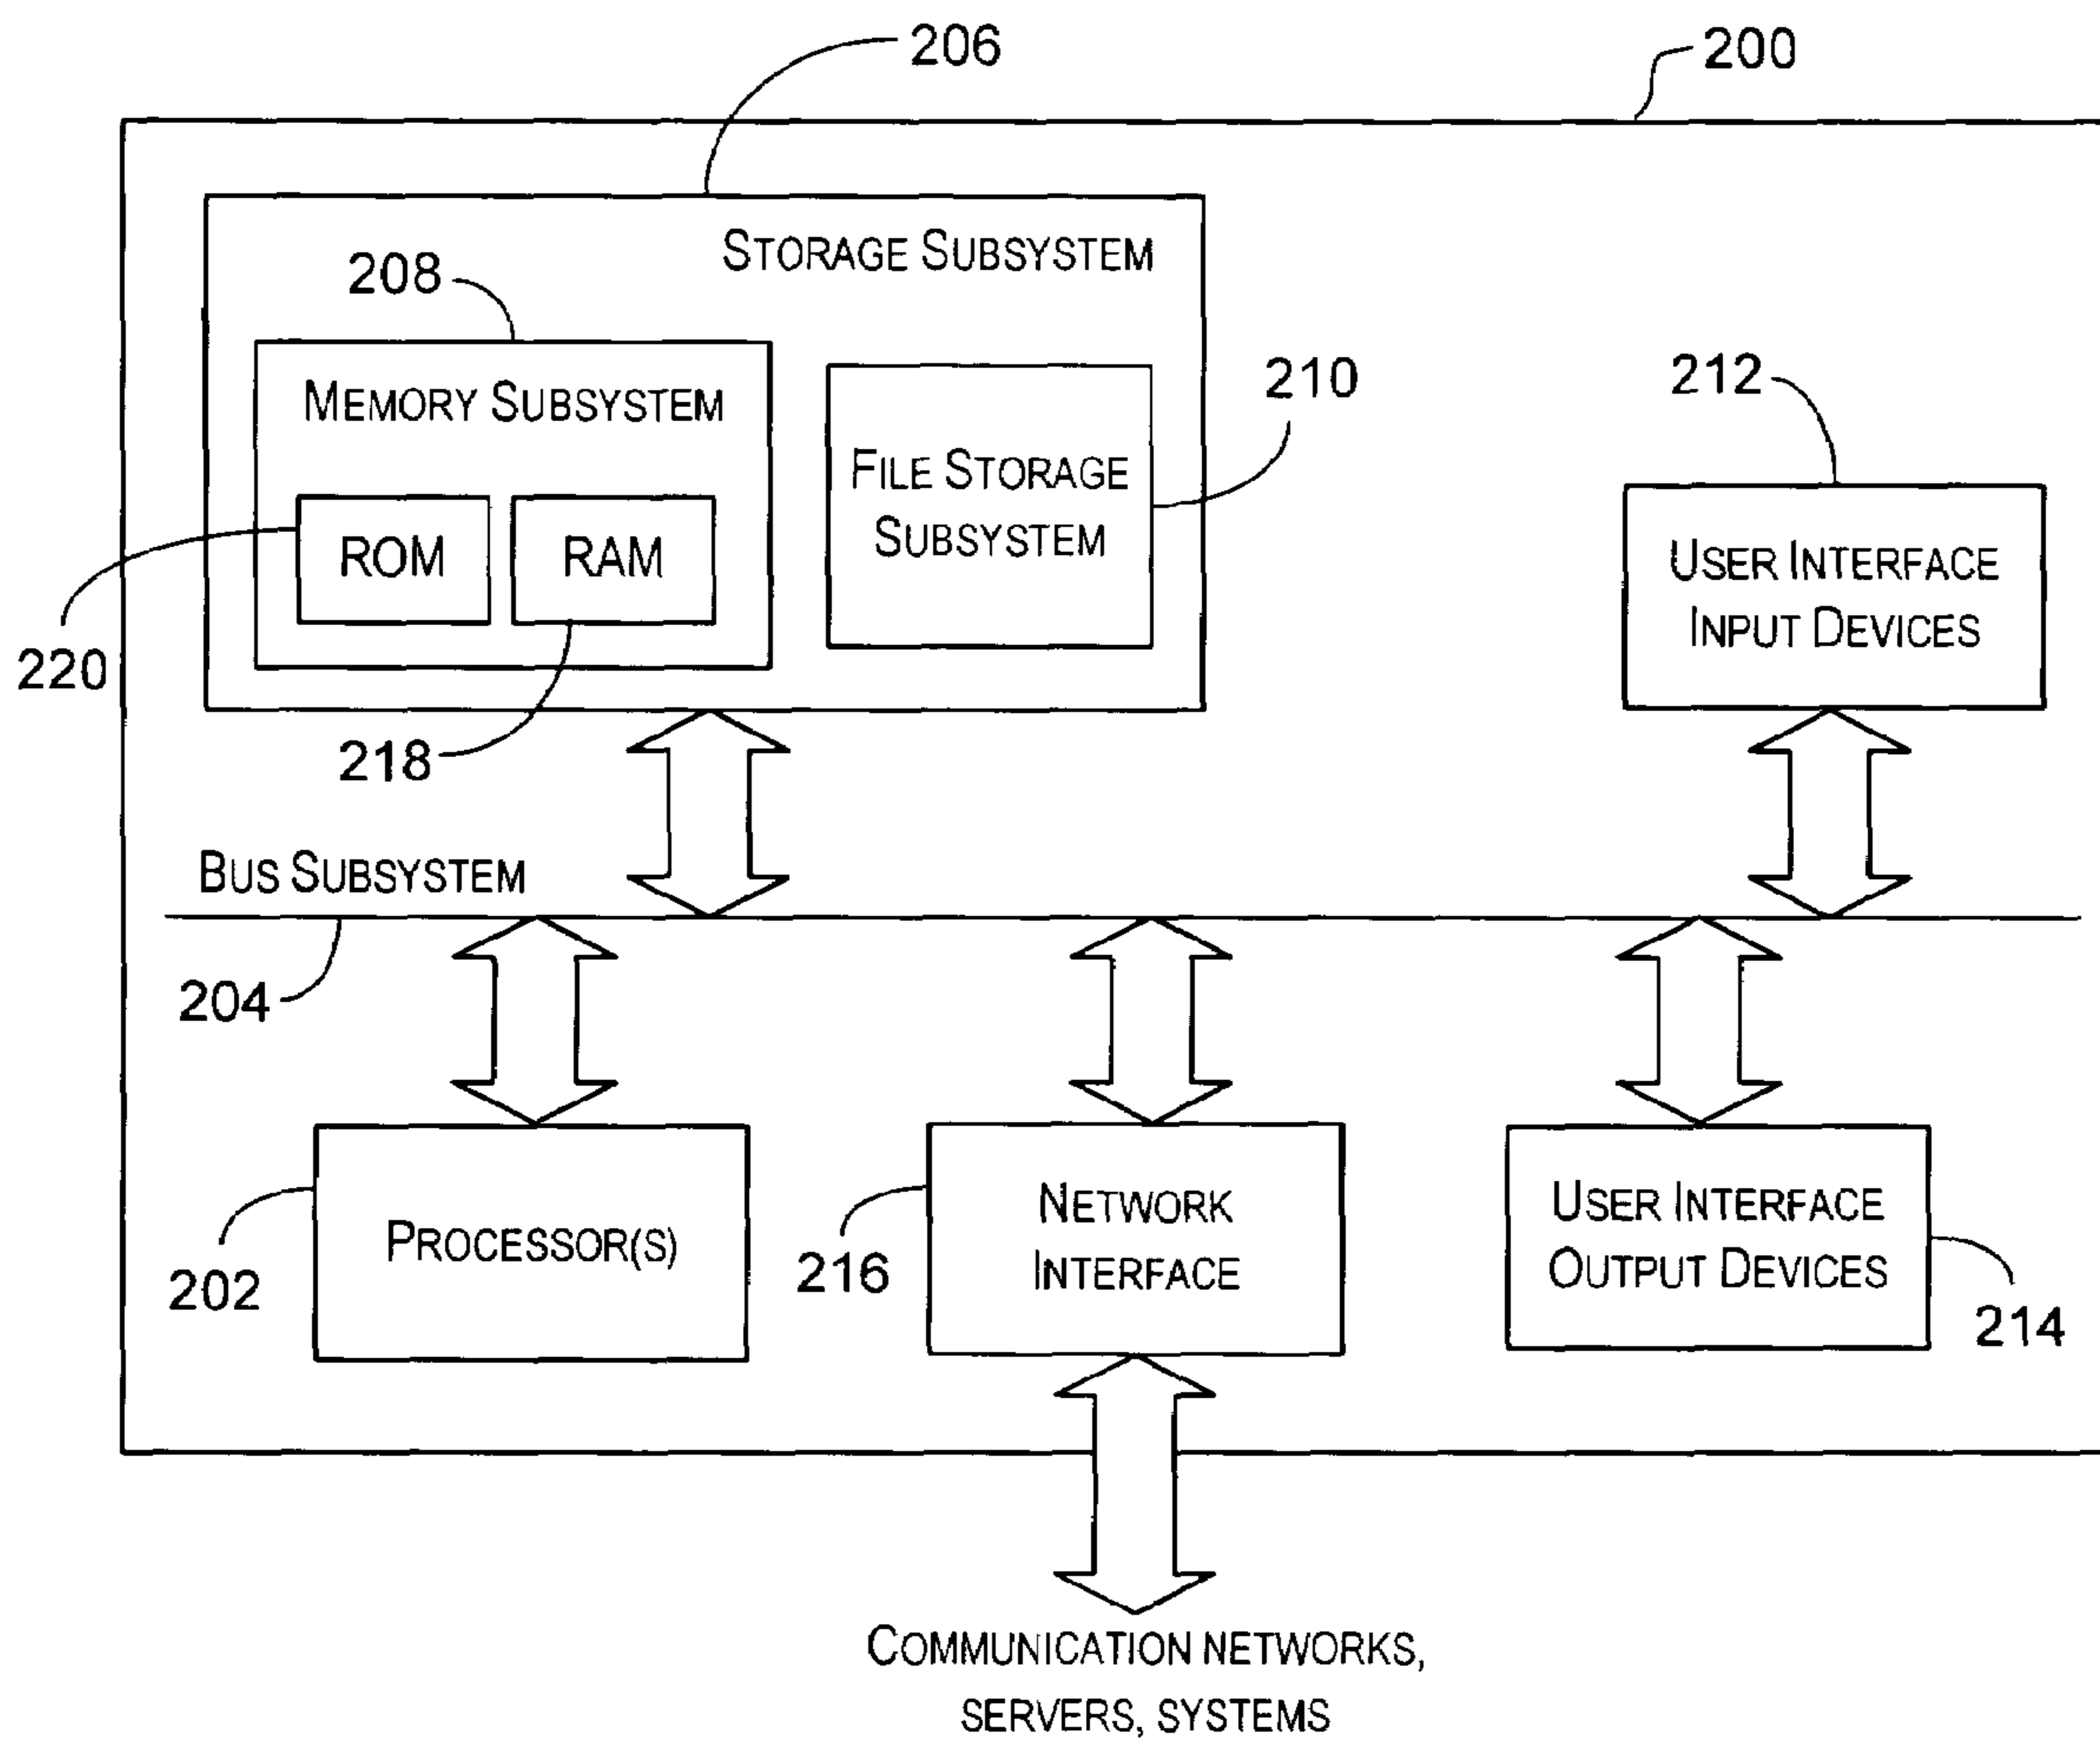 206
200
STORAGE SUBSYSTEM
208
MEMORY SUBSYSTEM
210
212
FILE STORAGE
SUBSYSTEM
ROM
RAM
USER INTERFACE
INPUT DEVICES
220
218
BUS SUBSYSTEM
204
PROCESSOR(S)
202
NETWORK
INTERFACE
216
USER INTERFACE
OUTPUT DEVICES
214
COMMUNICATION NETWORKS,
SERVERS, SYSTEMS